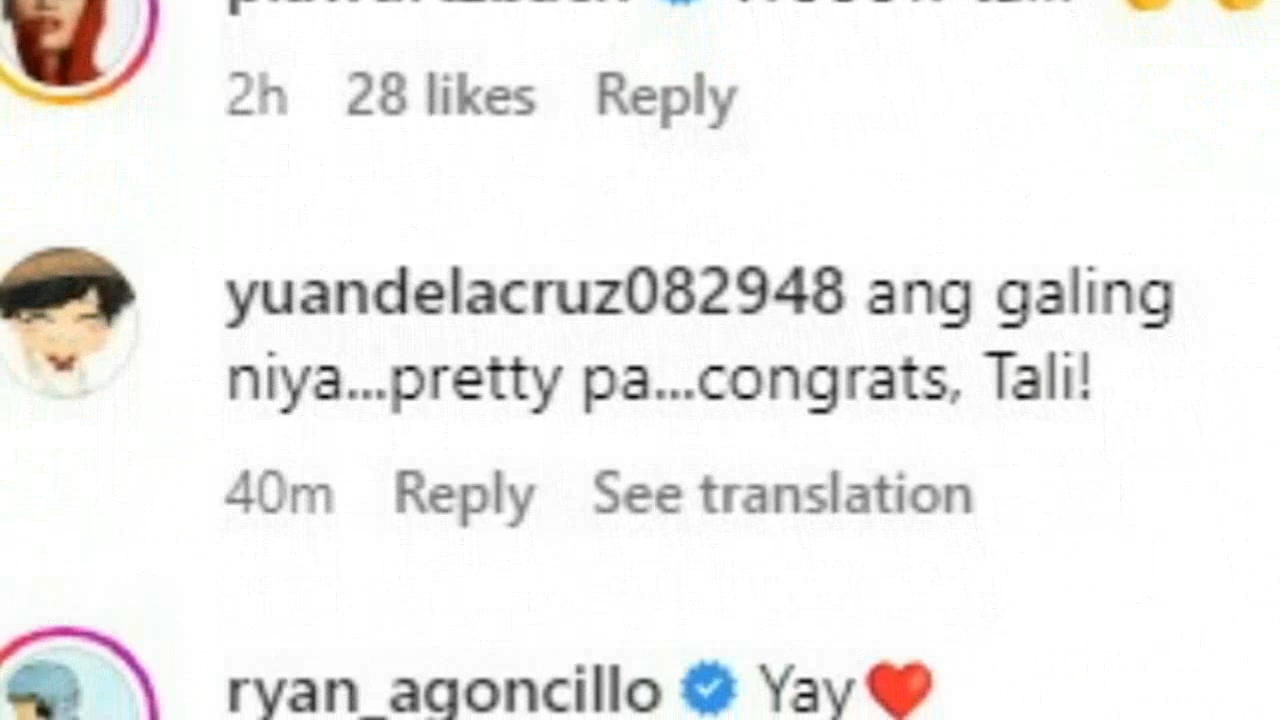 2h 28 likes Reply
yuandelacruz082948 ang galing
niya...pretty pa...congrats, Tali!
40m Reply See translation
ryan_agoncillo Yay❤️